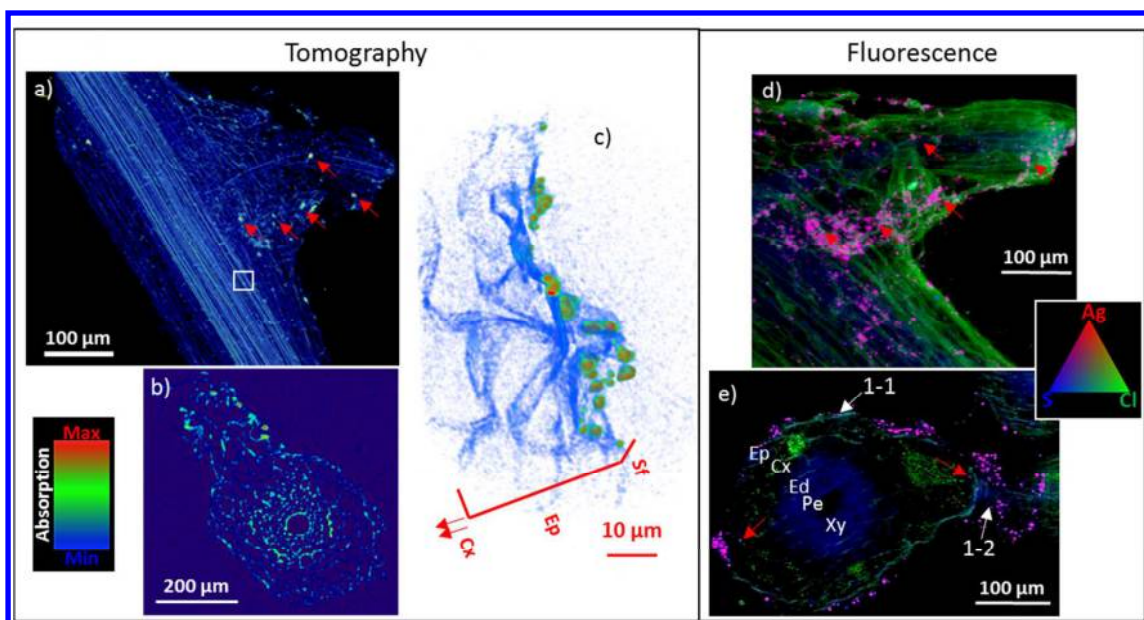 Tomography
a)
100 µm
b)
200 µm
Max
Absorption
Min
c)
Sf
Ep
Cx
10 µm
Fluorescence
d)
100 µm
Ag
S
Cl
e)
1-1
Ep
Cx
Ed
Pe
Xy
1-2
100 µm